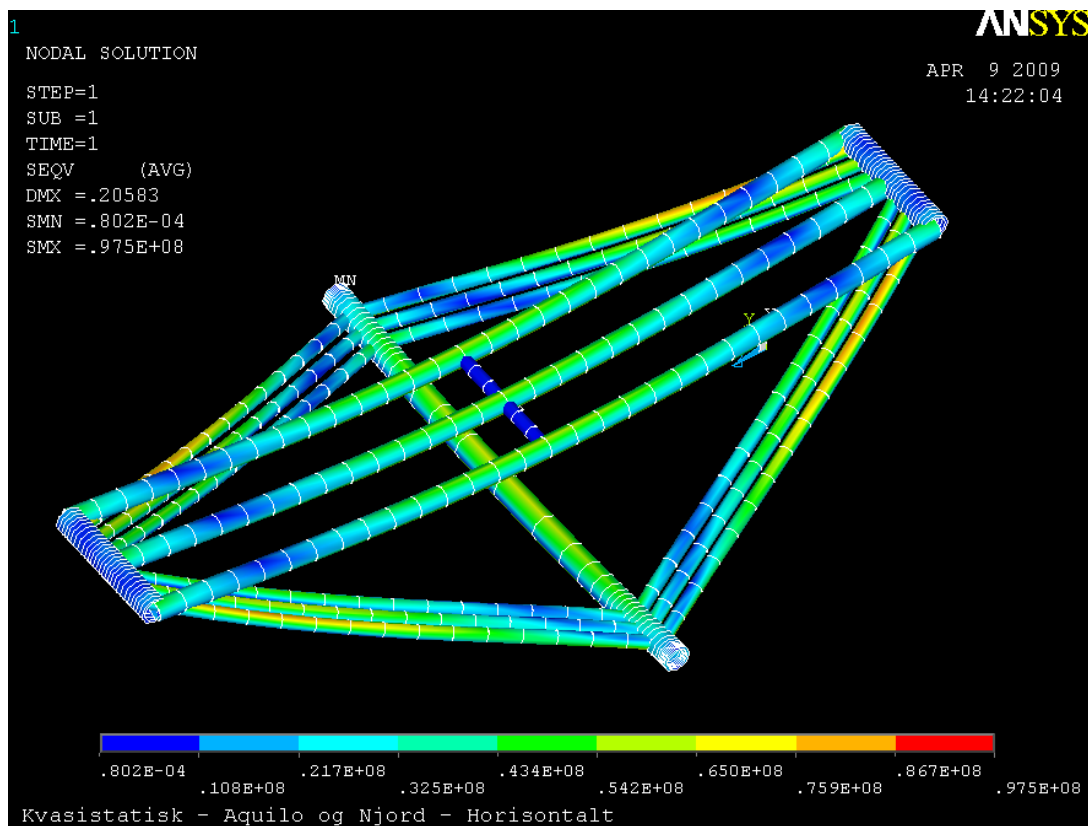 1
ANSYS
NODAL SOLUTION
APR 9 2009
14:22:04
STEP=1
SUB =1
TIME=1
SEQV (AVG)
DMX =.20583
SMN =.802E-04
SMX =.975E+08
MN
Y
Z
.802E-04 .217E+08 .434E+08 .650E+08 .867E+08
.108E+08 .325E+08 .542E+08 .759E+08 .975E+08
Kvasistatisk - Aquilo og Njord - Horisontalt